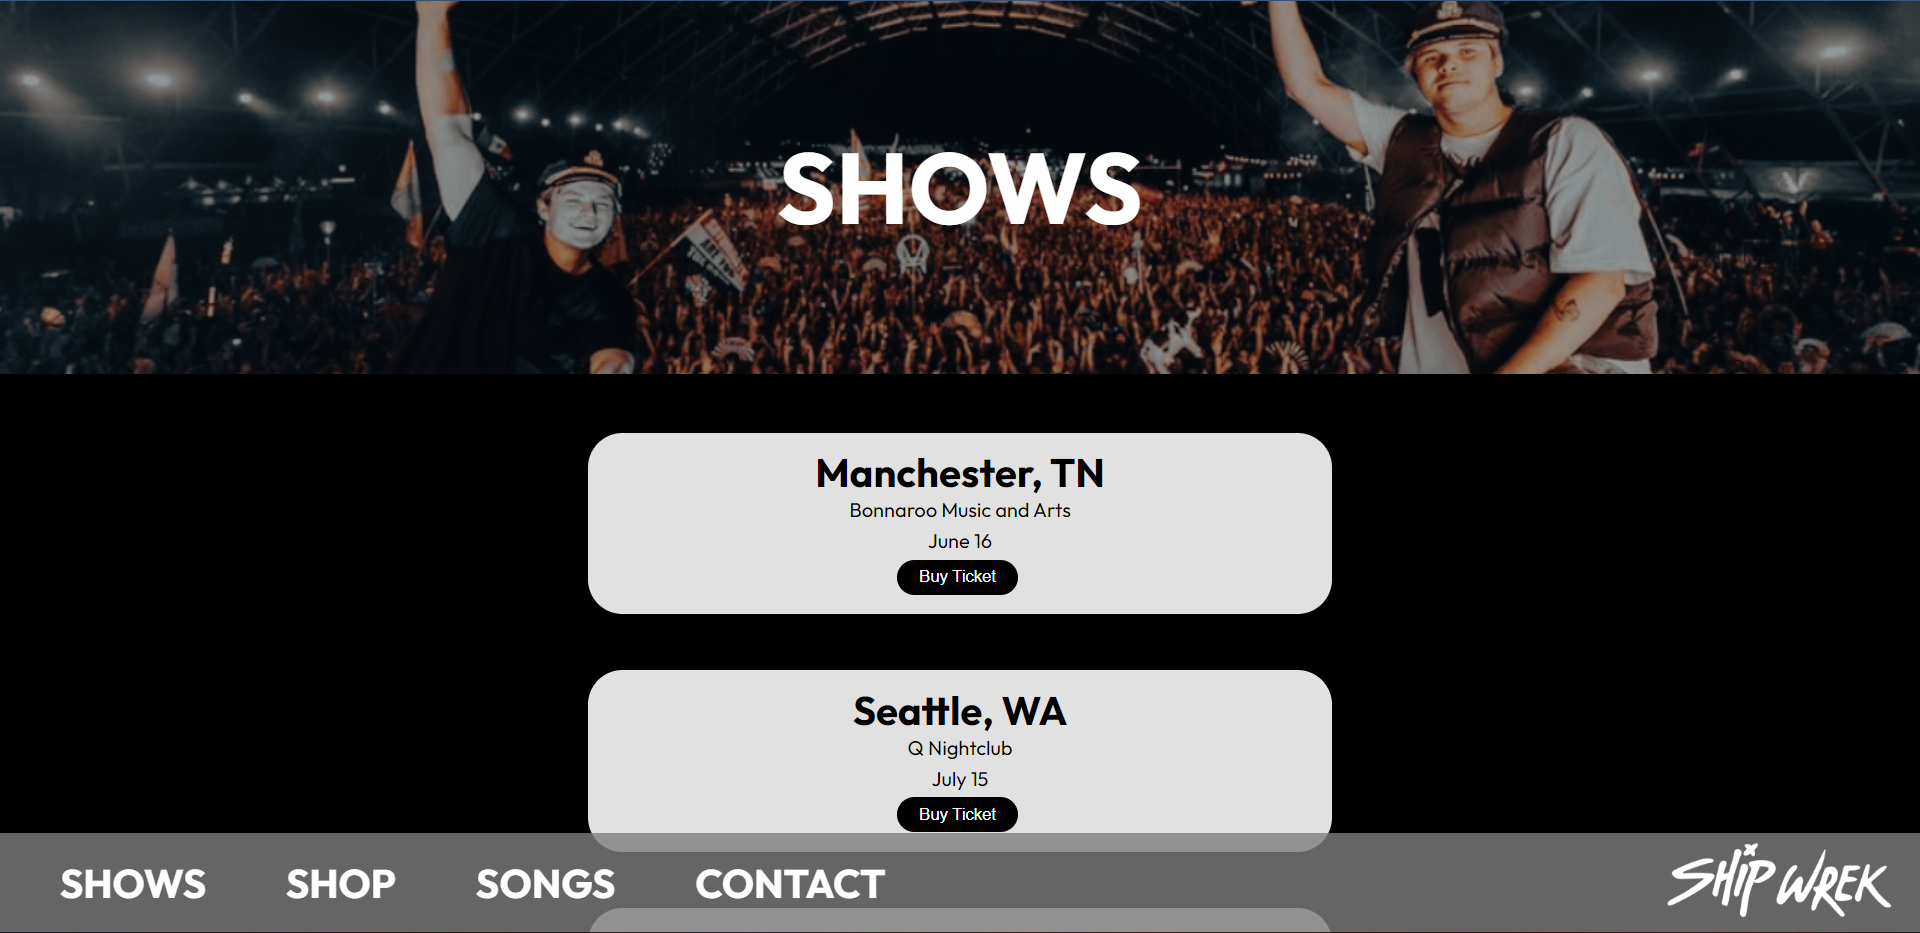 SHOWS
Manchester, TN
Bonnaroo Music and Arts
June 16
Buy Ticket
Seattle, WA
Q Nightclub
July 15
Buy Ticket
SHOWS SHOP SONGS CONTACT
SHIP WREK